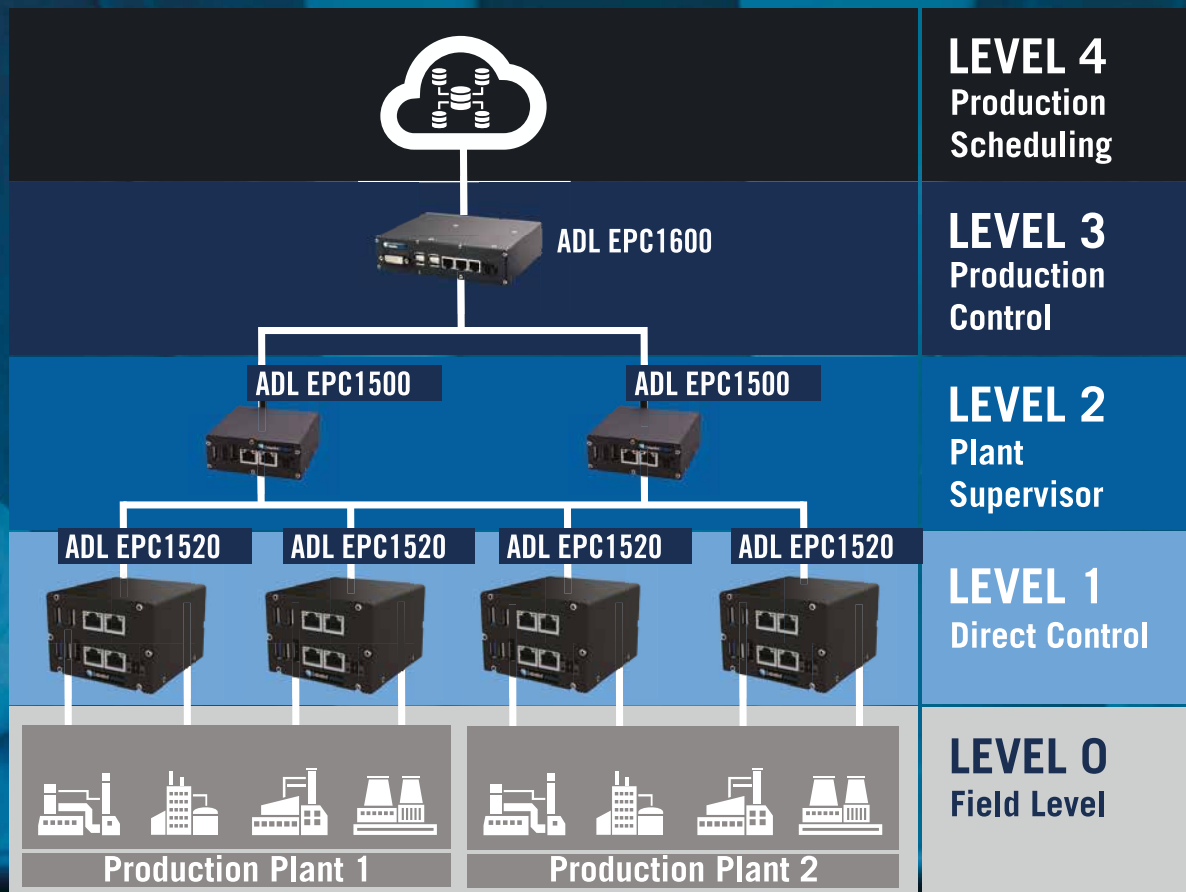 LEVEL 4
Production
Scheduling
ADL EPC1600
LEVEL 3
Production
Control
ADL EPC1500
ADL EPC1500
LEVEL 2
Plant
Supervisor
ADL EPC1520
ADL EPC1520
ADL EPC1520
ADL EPC1520
LEVEL 1
Direct Control
LEVEL 0
Field Level
Production Plant 1
Production Plant 2